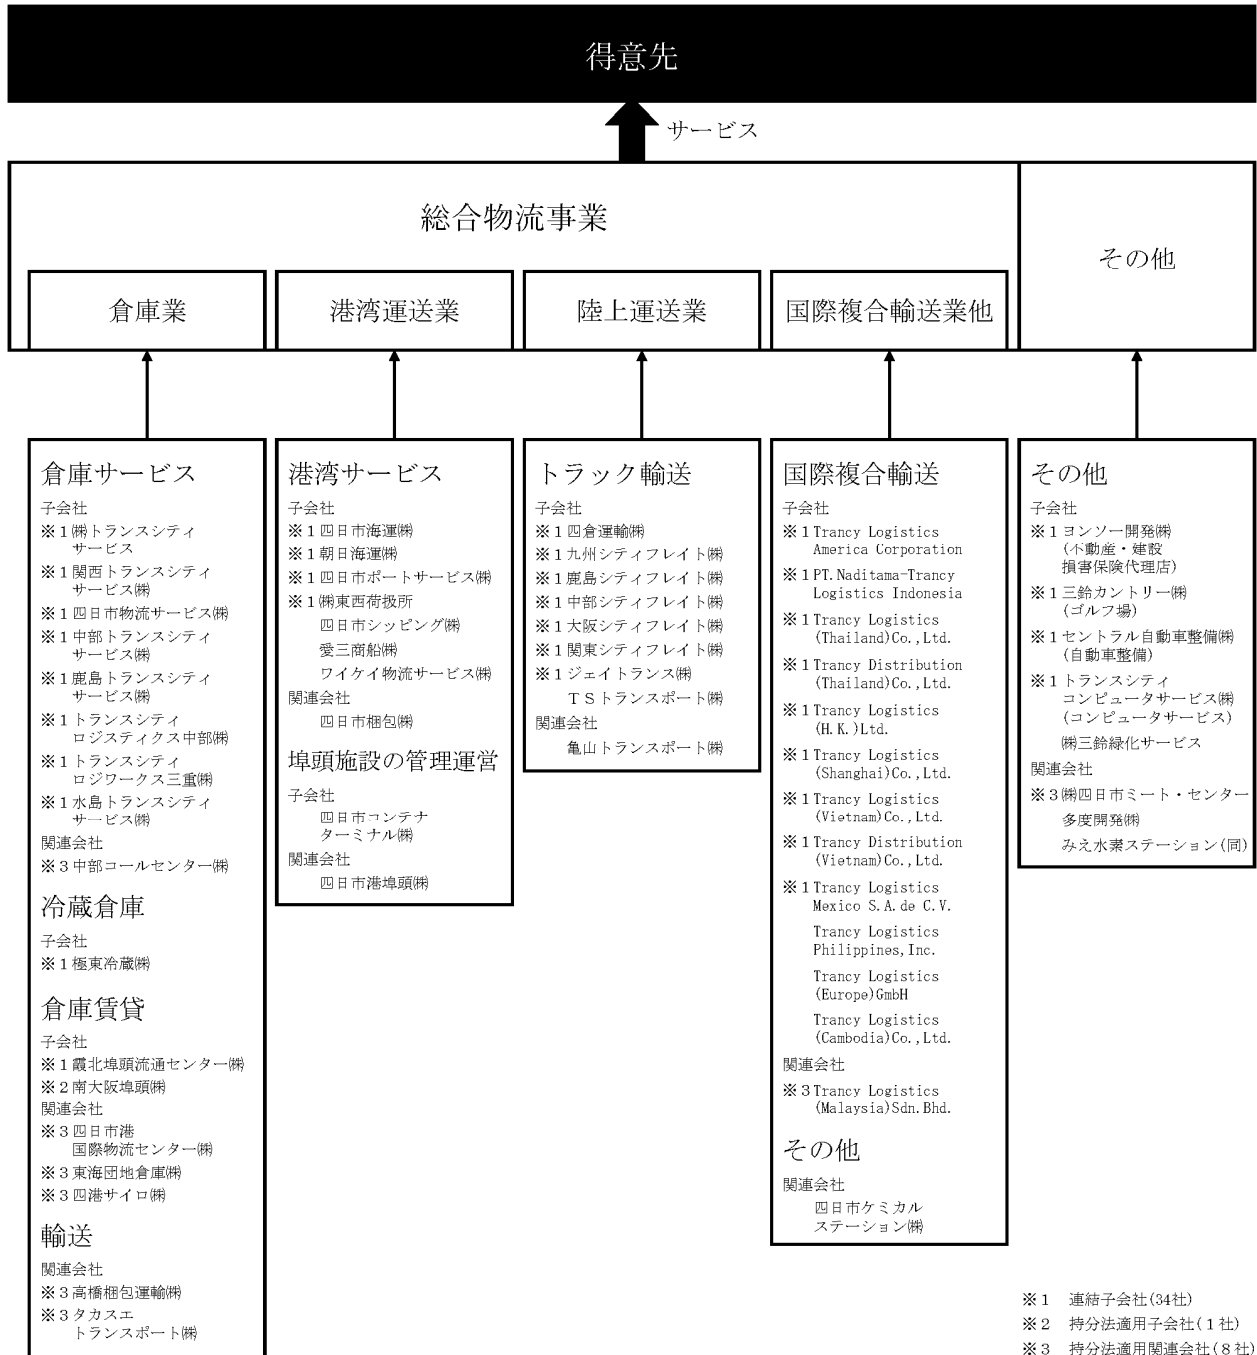 得意先
サービス
総合物流事業
その他
倉庫業
港湾運送業
陸上運送業
国際複合輸送業他
倉庫サービス
子会社
※1㈱トランスシティ
サービス
※1関西トランスシティ
サービス㈱
※1四日市物流サービス㈱
※1中部トランスシティ
サービス㈱
※1鹿島トランスシティ
サービス㈱
※1トランスシティ
ロジスティクス中部㈱
※1トランスシティ
ロジワークス三重㈱
※1水島トランスシティ
サービス㈱
関連会社
※3中部コールセンター㈱
冷蔵倉庫
子会社
※1極東冷蔵㈱
倉庫賃貸
子会社
※1霞北埠頭流通センター㈱
※2南大阪埠頭㈱
関連会社
※3四日市港
国際物流センター㈱
※3東海団地倉庫㈱
※3四港サイロ㈱
輸送
関連会社
※3高橋梱包運輸㈱
※3タカスエ
トランスポート㈱
港湾サービス
子会社
※1四日市海運㈱
※1朝日海運㈱
※1四日市ポートサービス㈱
※1㈱東西荷扱所
四日市シッピング㈱
愛三商船㈱
ワイケイ物流サービス㈱
関連会社
四日市梱包㈱
埠頭施設の管理運営
子会社
四日市コンテナ
ターミナル㈱
関連会社
四日市港埠頭㈱
トラック輸送
子会社
※1四倉運輸㈱
※1九州シティフレイト㈱
※1鹿島シティフレイト㈱
※1中部シティフレイト㈱
※1大阪シティフレイト㈱
※1関東シティフレイト㈱
※1ジェイトランス㈱
TSトランスポート㈱
関連会社
亀山トランスポート㈱
国際複合輸送
子会社
※1Trancy Logistics
America Corporation
※1PT.Naditama-Trancy
Logistics Indonesia
※1Trancy Logistics
(Thailand)Co.,Ltd.
※1Trancy Distribution
(Thailand)Co.,Ltd.
※1Trancy Logistics
(H.K.)Ltd.
※1Trancy Logistics
(Shanghai)Co.,Ltd.
※1Trancy Logistics
(Vietnam)Co.,Ltd.
※1Trancy Distribution
(Vietnam)Co.,Ltd.
※1Trancy Logistics
Mexico S.A.de C.V.
Trancy Logistics
Philippines,Inc.
Trancy Logistics
(Europe)GmbH
Trancy Logistics
(Cambodia)Co.,Ltd.
関連会社
※3Trancy Logistics
(Malaysia)Sdn.Bhd.
その他
関連会社
四日市ケミカル
ステーション㈱
その他
子会社
※1ヨンソー開発㈱
(不動産・建設
損害保険代理店)
※1三鈴カントリー㈱
(ゴルフ場)
※1セントラル自動車整備㈱
(自動車整備)
※1トランスシティ
コンピュータサービス㈱
(コンピュータサービス)
㈱三鈴緑化サービス
関連会社
※3㈱四日市ミート・センター
多度開発㈱
みえ水素ステーション(同)
※1 連結子会社(34社)
※2 持分法適用子会社(1社)
※3 持分法適用関連会社(8社)